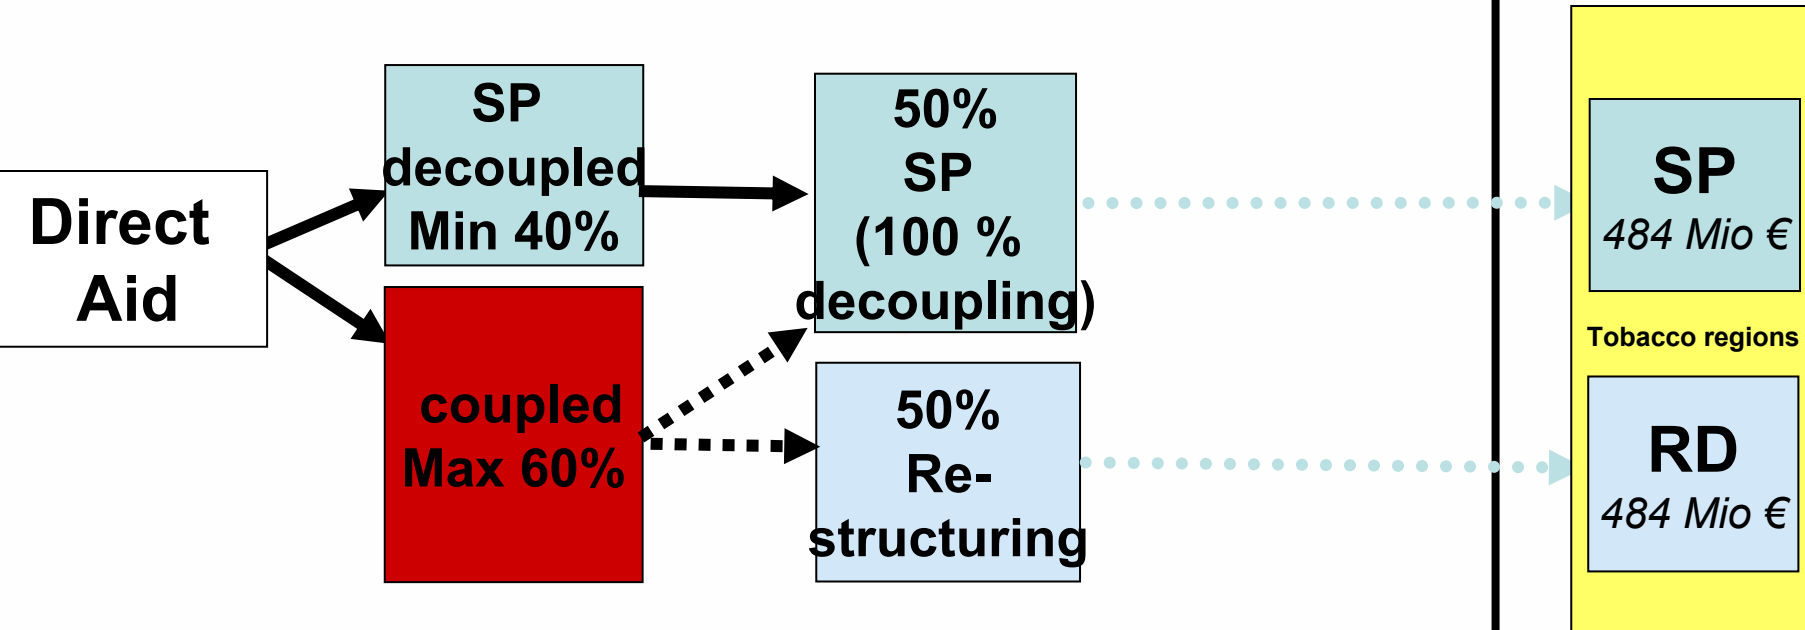 Direct
Aid
SP
decoupled
Min 40%
coupled
Max 60%
50%
SP
(100 %
decoupling)
50%
Re-
structuring
SP
484 Mio €
Tobacco regions
RD
484 Mio €